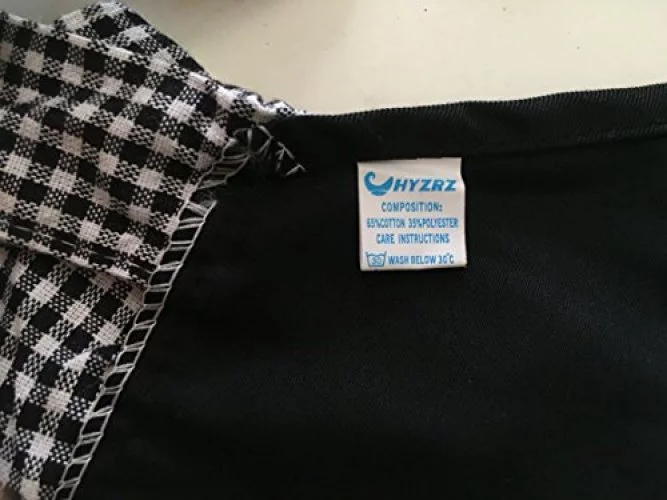 HYZRZ
COMPOSITION:
65%COTTON 35%POLYESTER
CARE INSTRUCTIONS
30 WASH BELOW 30°C